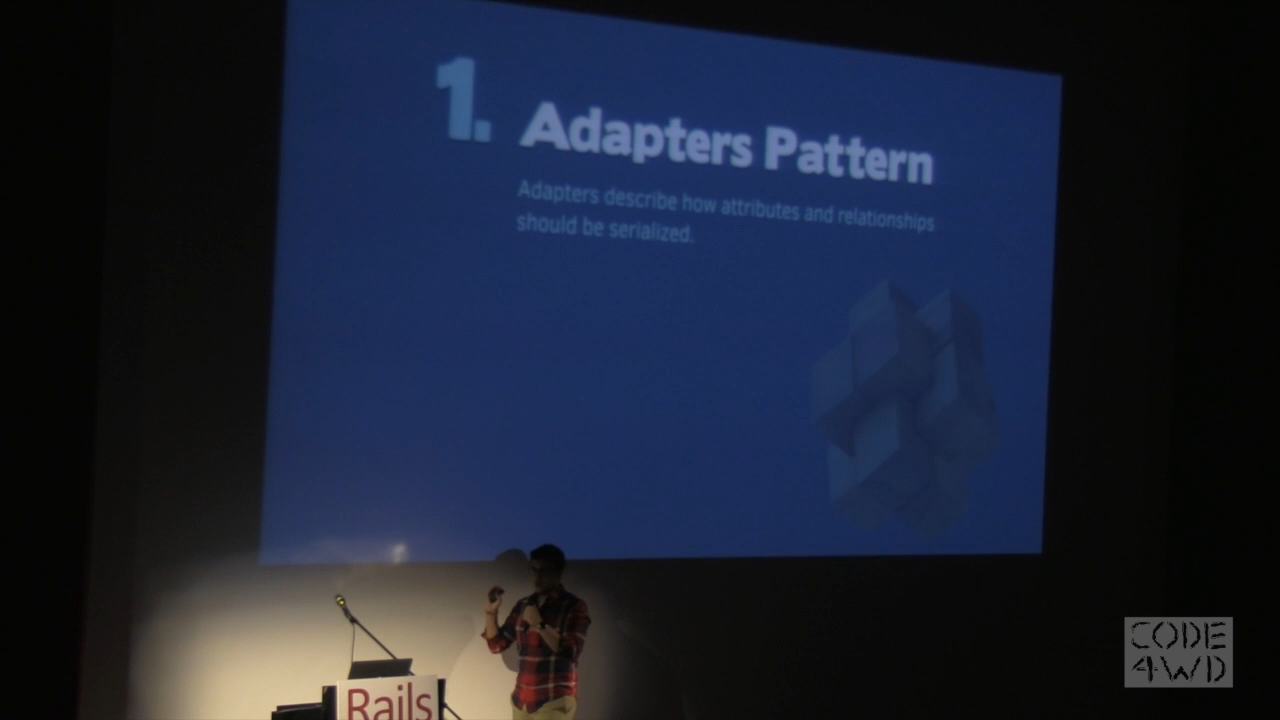 1.
Adapters Pattern
Adapters describe how attributes and relationships
should be serialized.
Rails
CODE
4WD